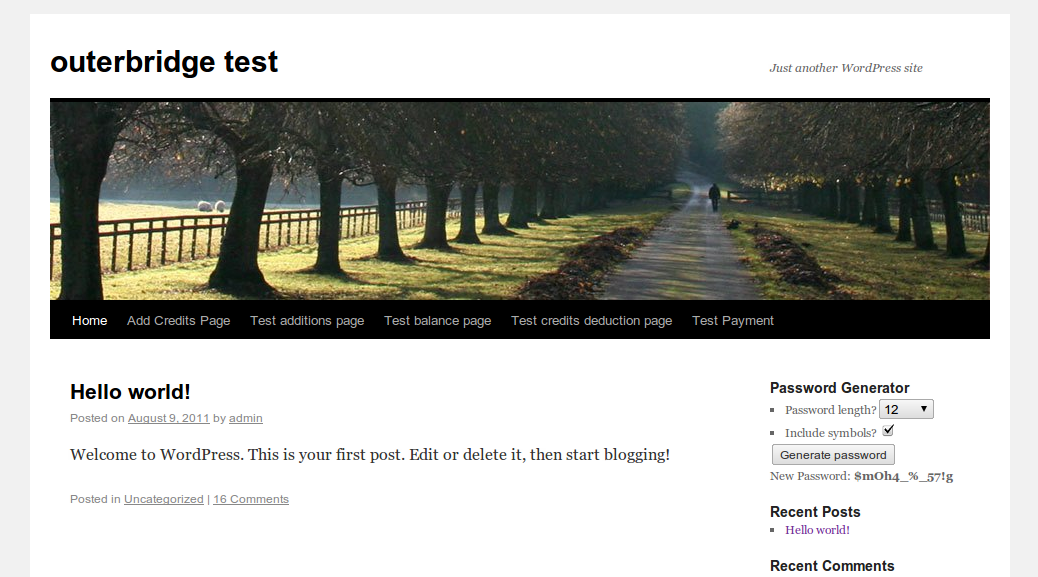 outerbridge test
Just another WordPress site
Home Add Credits Page Test additions page Test balance page Test credits deduction page Test Payment
Hello world!
Posted on August 9, 2011 by admin
Welcome to WordPress. This is your first post. Edit or delete it, then start blogging!
Posted in Uncategorized | 16 Comments
Password Generator
Password length? 12
Include symbols?
Generate password
New Password: $mOh4_%_57!g
Recent Posts
Hello world!
Recent Comments